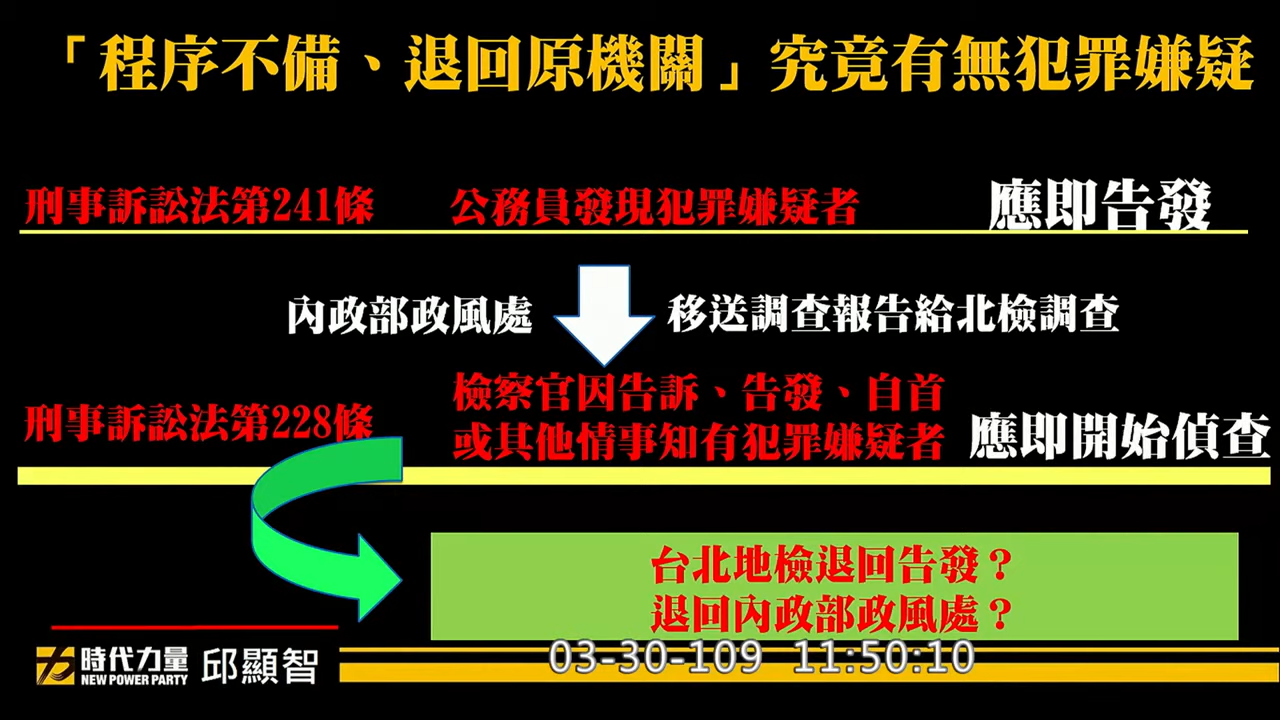 「程序不備、退回原機關」究竟有無犯罪嫌疑
刑事訴訟法第241條 公務員發現犯罪嫌疑者 應即告發
內政部政風處 移送調查報告給北檢調查
刑事訴訟法第228條
檢察官因告訴、告發、自首
或其他情事知有犯罪嫌疑者
應即開始偵查
台北地檢退回告發？
退回內政部政風處？
時代力量
NEW POWER PARTY
邱顯智
03-30-109 11:50:10